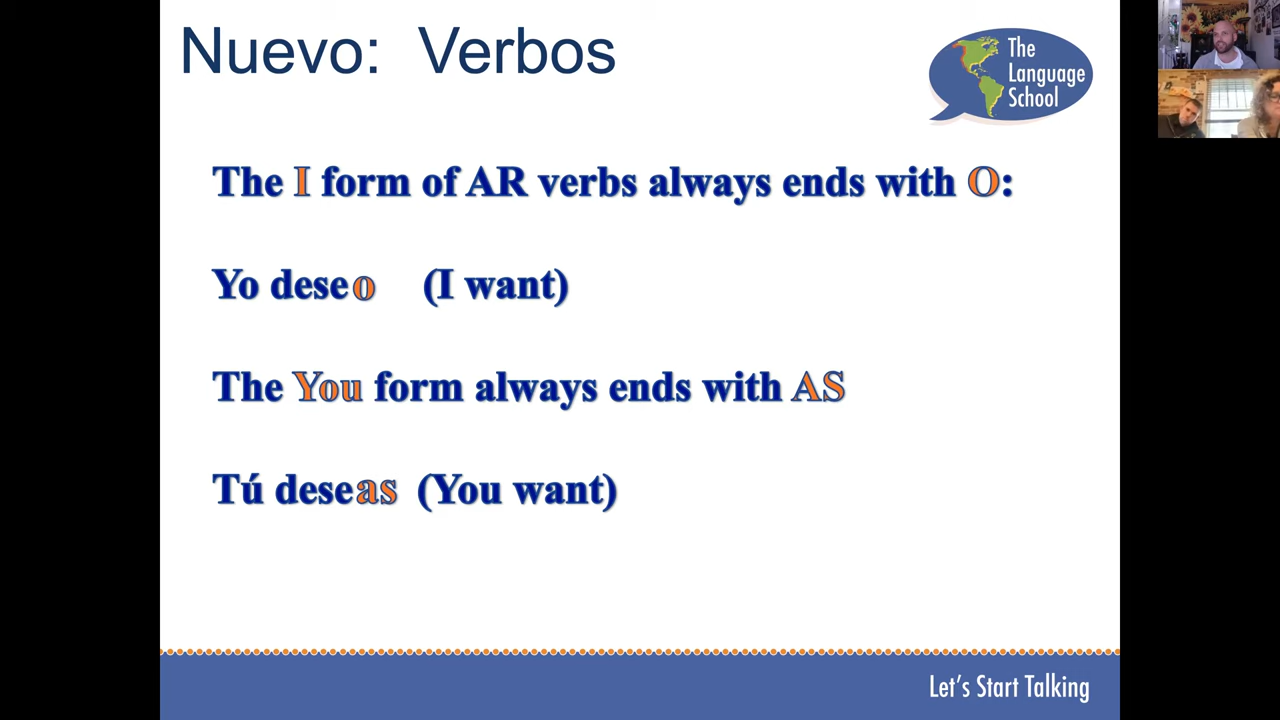 Nuevo: Verbos
The
Language
School
The I form of AR verbs always ends with O:
Yo deseo (I want)
The You form always ends with AS
Tú deseas (You want)
Let's Start Talking